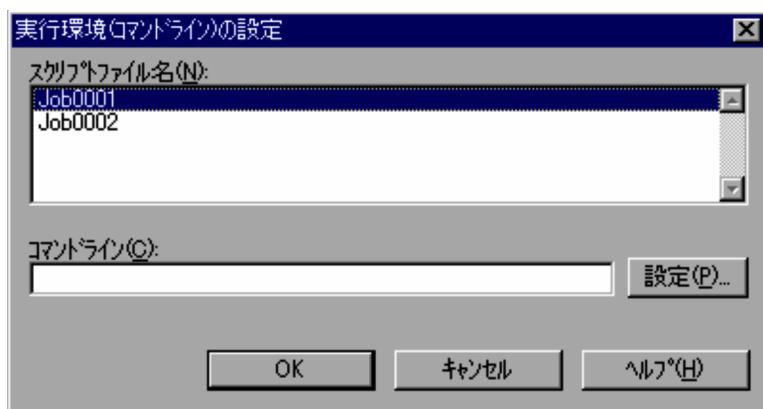 実行環境(ｺﾏﾝﾄﾞﾗｲﾝ)の設定
ｽｸﾘﾌﾟﾄﾌｧｲﾙ名(N):
Job0001
Job0002
ｺﾏﾝﾄﾞﾗｲﾝ(C):
設定(P)...
OK ｷｬﾝｾﾙ ﾍﾙﾌﾟ(H)